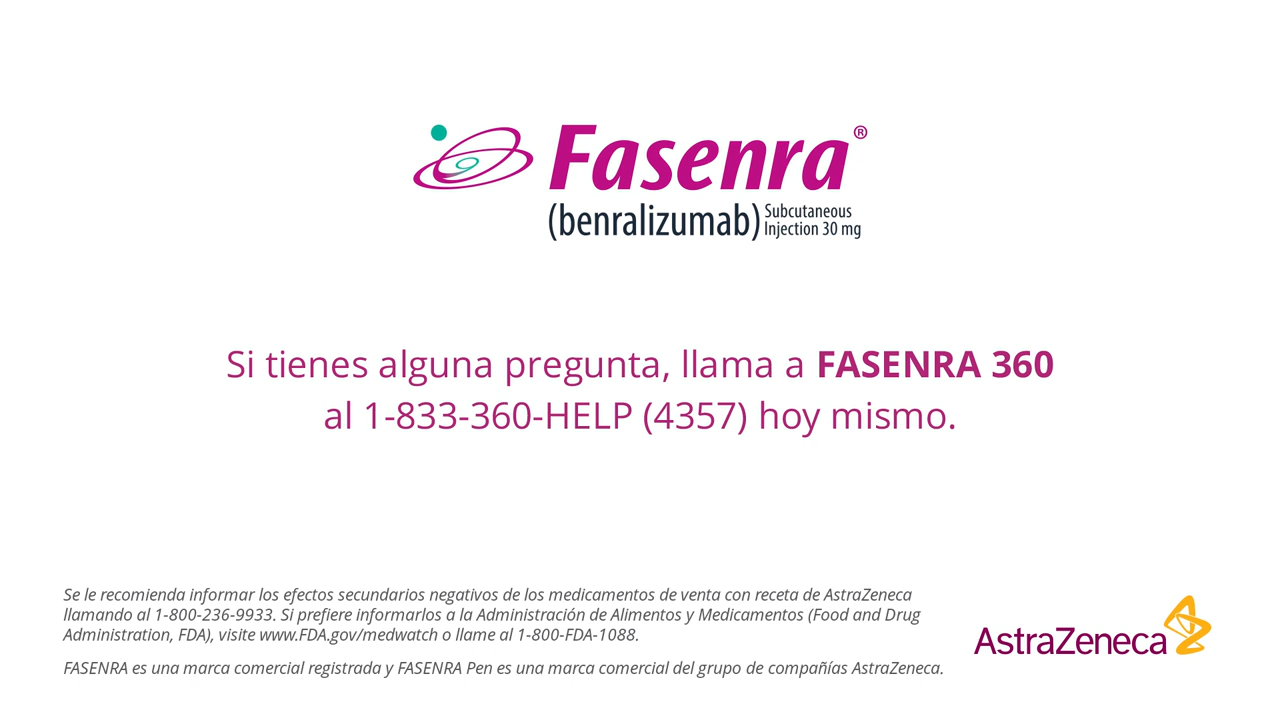 Fasenra®
(benralizumab) Subcutaneous
Injection 30 mg
Si tienes alguna pregunta, llama a FASENRA 360
al 1-833-360-HELP (4357) hoy mismo.
Se le recomienda informar los efectos secundarios negativos de los medicamentos de venta con receta de AstraZeneca
llamando al 1-800-236-9933. Si prefiere informarlos a la Administración de Alimentos y Medicamentos (Food and Drug
Administration, FDA), visite www.FDA.gov/medwatch o llame al 1-800-FDA-1088.
FASENRA es una marca comercial registrada y FASENRA Pen es una marca comercial del grupo de compañías AstraZeneca.
AstraZeneca